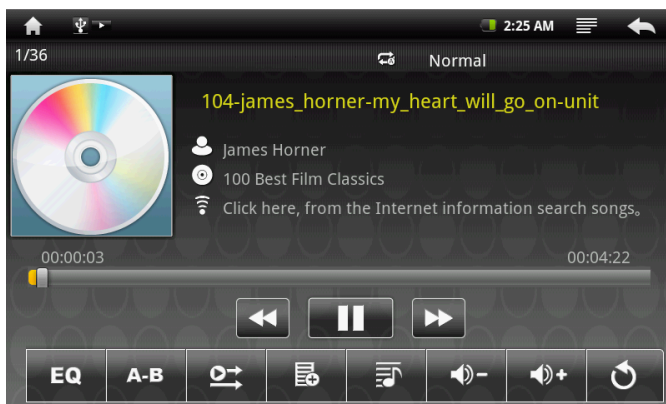 2:25 AM
1/36
Normal
104-james_horner-my_heart_will_go_on-unit
James Horner
100 Best Film Classics
Click here, from the Internet information search songs。
00:00:03
00:04:22
EQ
A-B